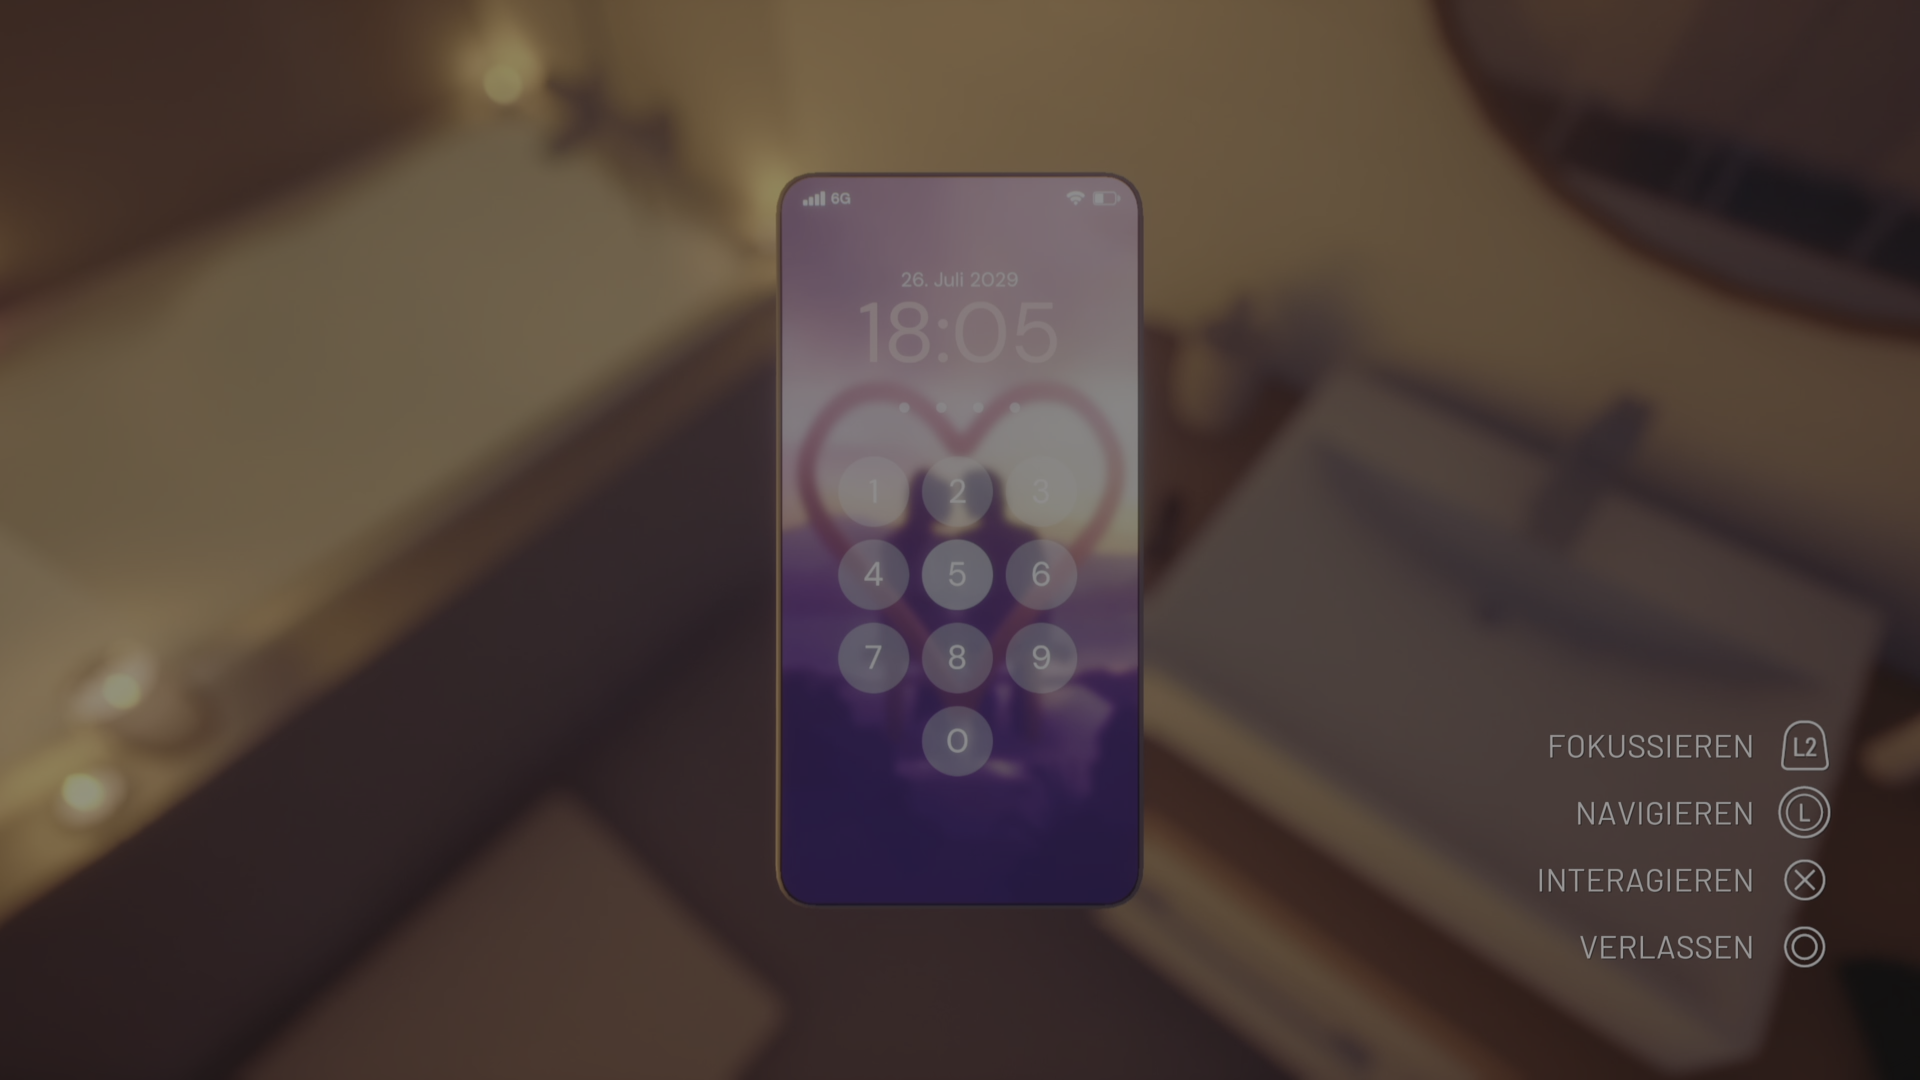 6G
26. Juli 2029
18:05
1 2 3
4 5 6
7 8 9
0
FOKUSSIEREN L2
NAVIGIEREN L
INTERAGIEREN
VERLASSEN